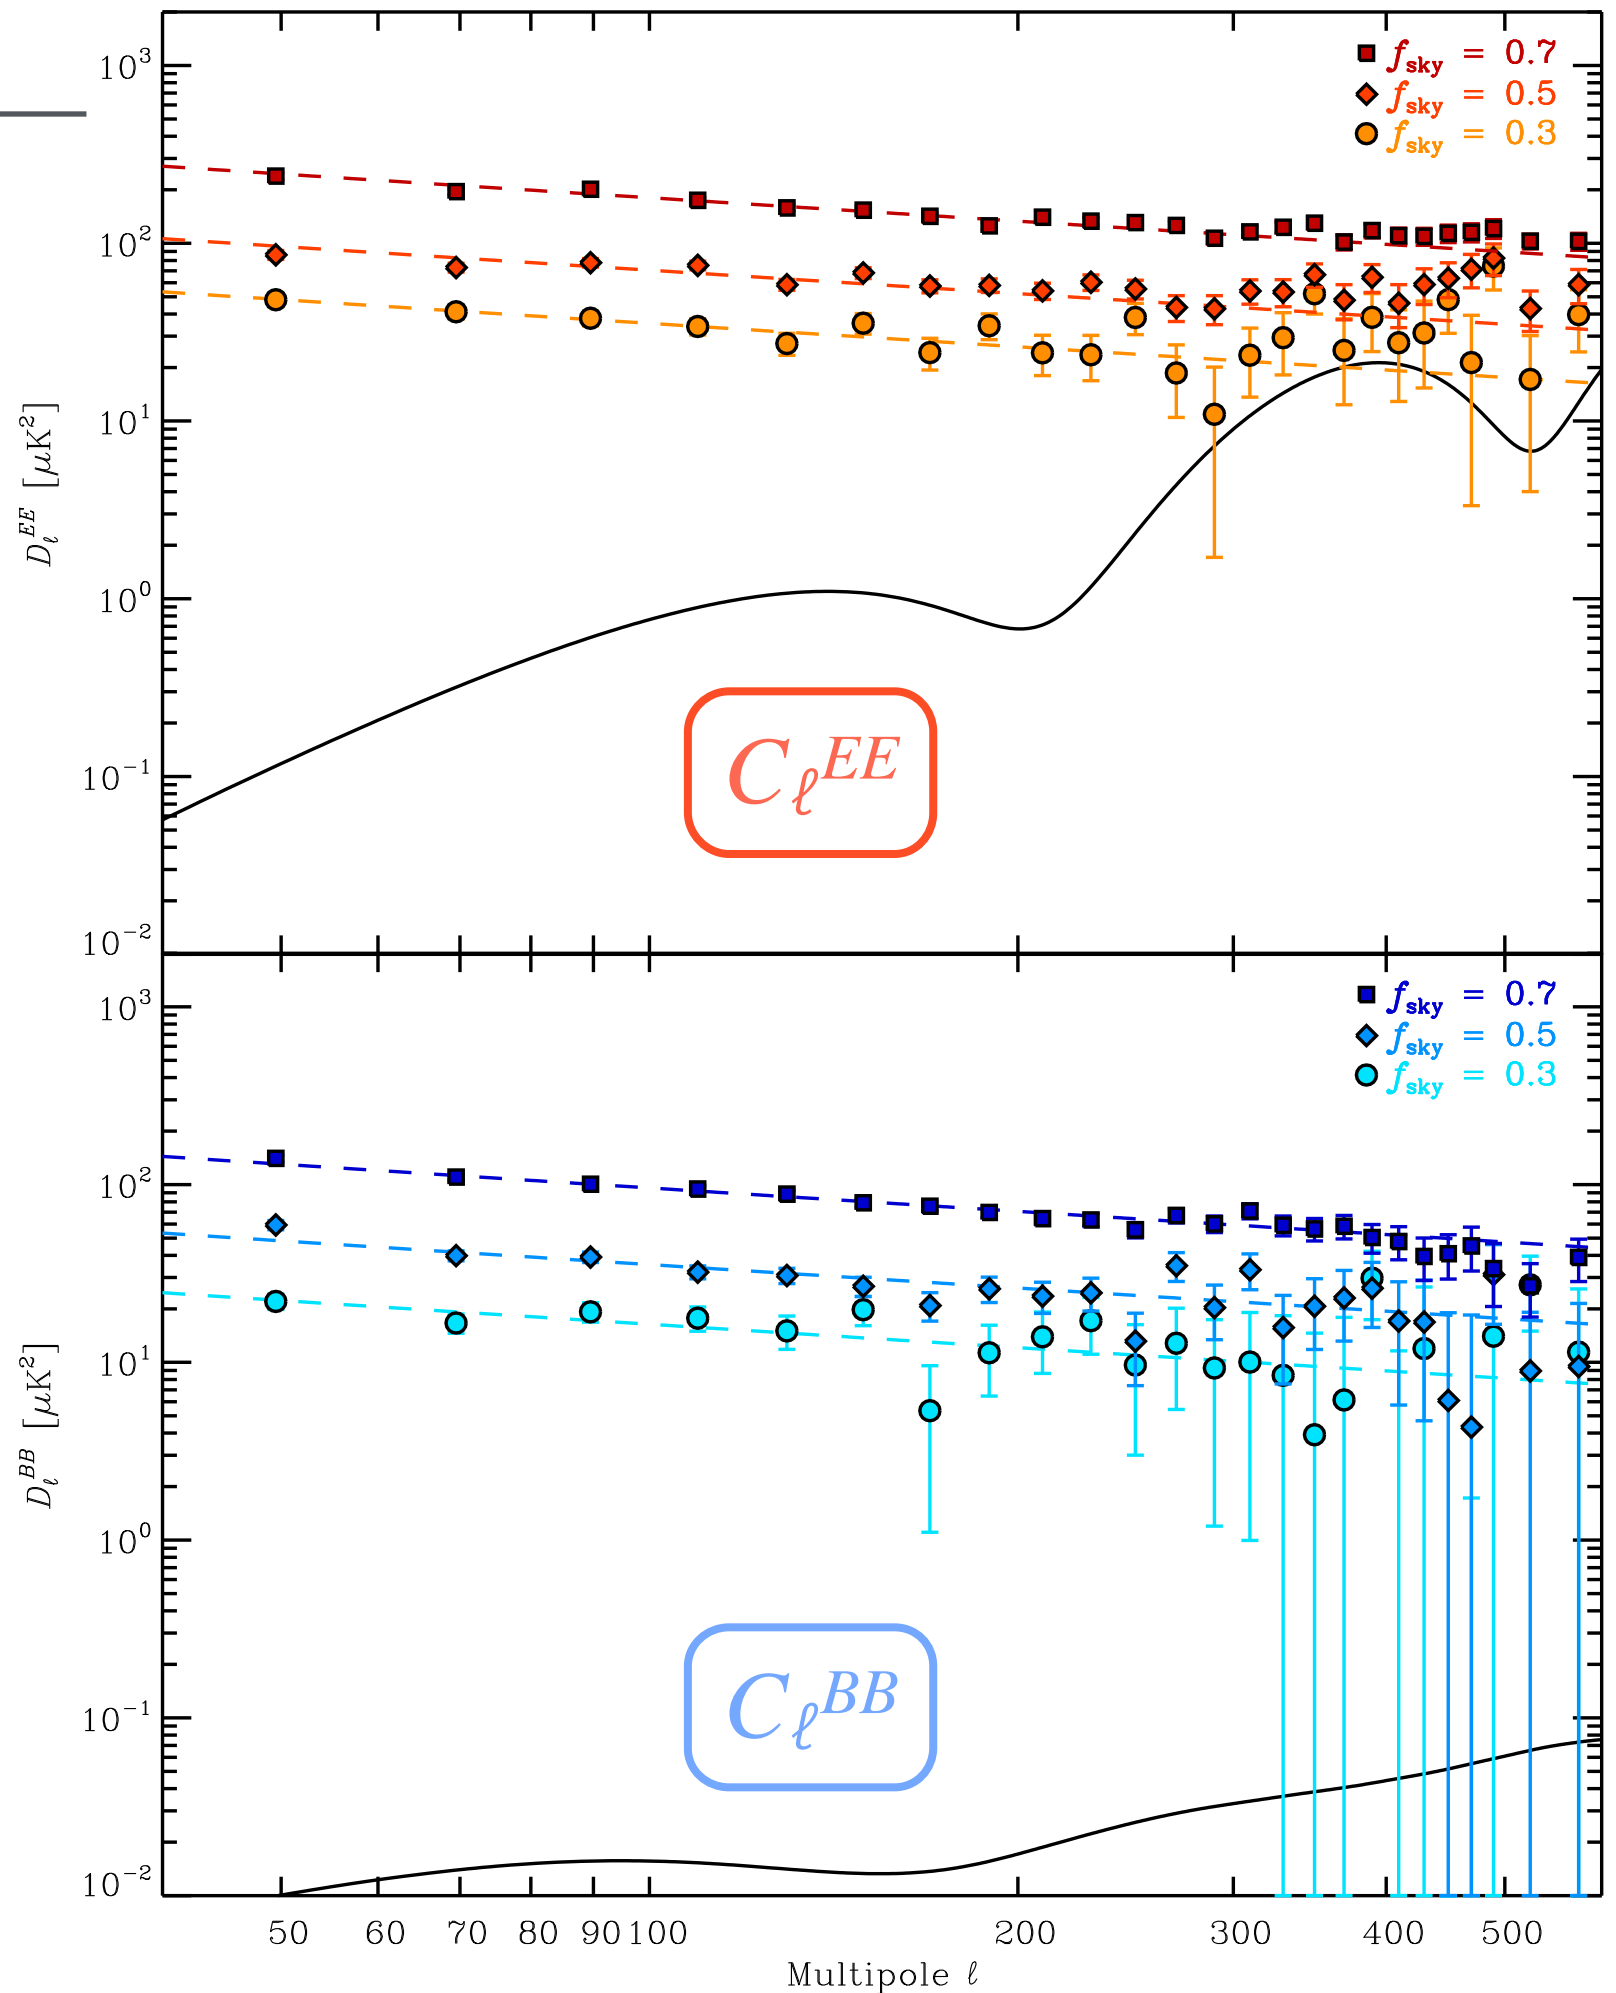 10³
10²
10¹
10⁰
10⁻¹
10⁻²
D_ℓ^EE [μK²]
f_sky = 0.7
f_sky = 0.5
f_sky = 0.3
C_ℓ^EE
10³
10²
10¹
10⁰
10⁻¹
10⁻²
D_ℓ^BB [μK²]
f_sky = 0.7
f_sky = 0.5
f_sky = 0.3
C_ℓ^BB
50 60 70 80 90 100 200 300 400 500
Multipole ℓ